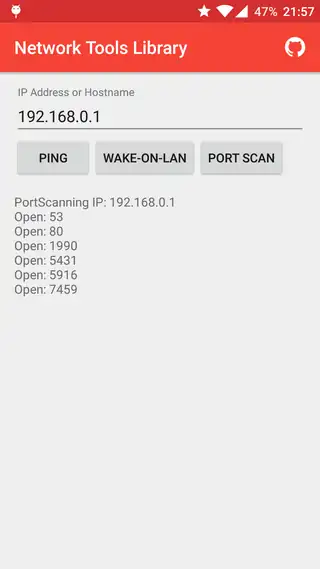 47% 21:57
Network Tools Library
IP Address or Hostname
192.168.0.1
PING WAKE-ON-LAN PORT SCAN
PortScanning IP: 192.168.0.1
Open: 53
Open: 80
Open: 1990
Open: 5431
Open: 5916
Open: 7459